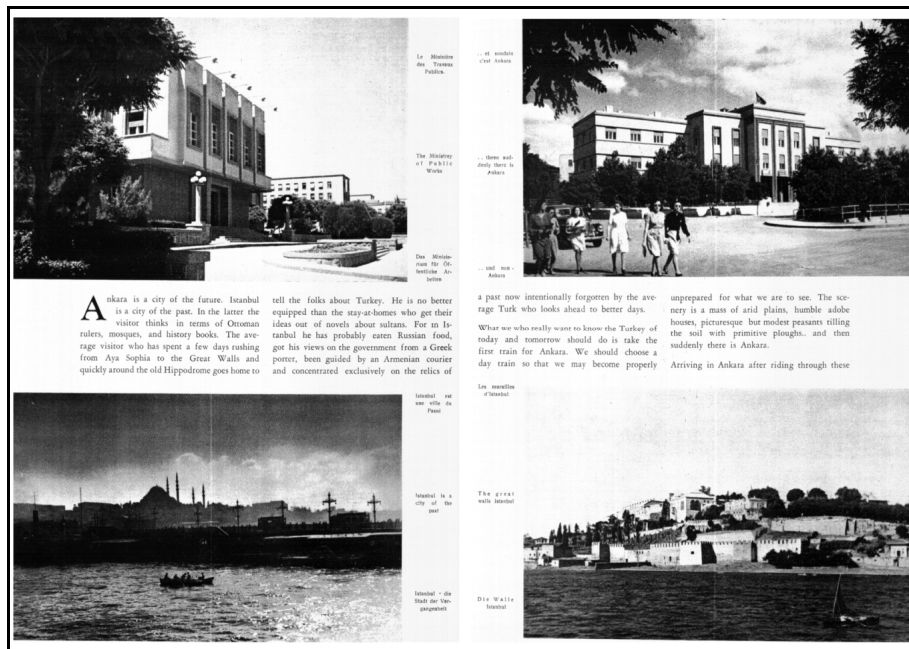 Le Ministère
des Travaux
Publics.
The Ministrey
of Public
Works
Das Ministe-
rium für Öf-
fentliche Ar-
beiten
Ankara is a city of the future. Istanbul
is a city of the past. In the latter the
visitor thinks in terms of Ottoman
rulers, mosques, and history books. The ave-
rage visitor who has spent a few days rushing
from Aya Sophia to the Great Walls and
quickly around the old Hippodrome goes home to
tell the folks about Turkey. He is no better
equipped than the stay-at-homes who get their
ideas out of novels about sultans. For in Is-
tanbul he has probably eaten Russian food,
got his views on the government from a Greek
porter, been guided by an Armenian courier
and concentrated exclusively on the relics of
Istanbul est
une ville du
Passé
Istanbul is a
city of the
past
Istanbul - die
Stadt der Ver-
gangenheit
.. et soudain
c'est Ankara
.. there sud-
denly there is
Ankara
.. und nun -
Ankara
a past now intentionally forgotten by the ave-
rage Turk who looks ahead to better days.
What we who really want to know the Turkey of
today and tomorrow should do is take the
first train for Ankara. We should choose a
day train so that we may become properly
unprepared for what we are to see. The sce-
nery is a mass of arid plains, humble adobe
houses, picturesque but modest peasants tilling
the soil with primitive ploughs.. and then
suddenly there is Ankara.
Arriving in Ankara after riding through these
Les murailles
d'Istanbul
The great
walls Istanbul
Die Walle
Istanbul